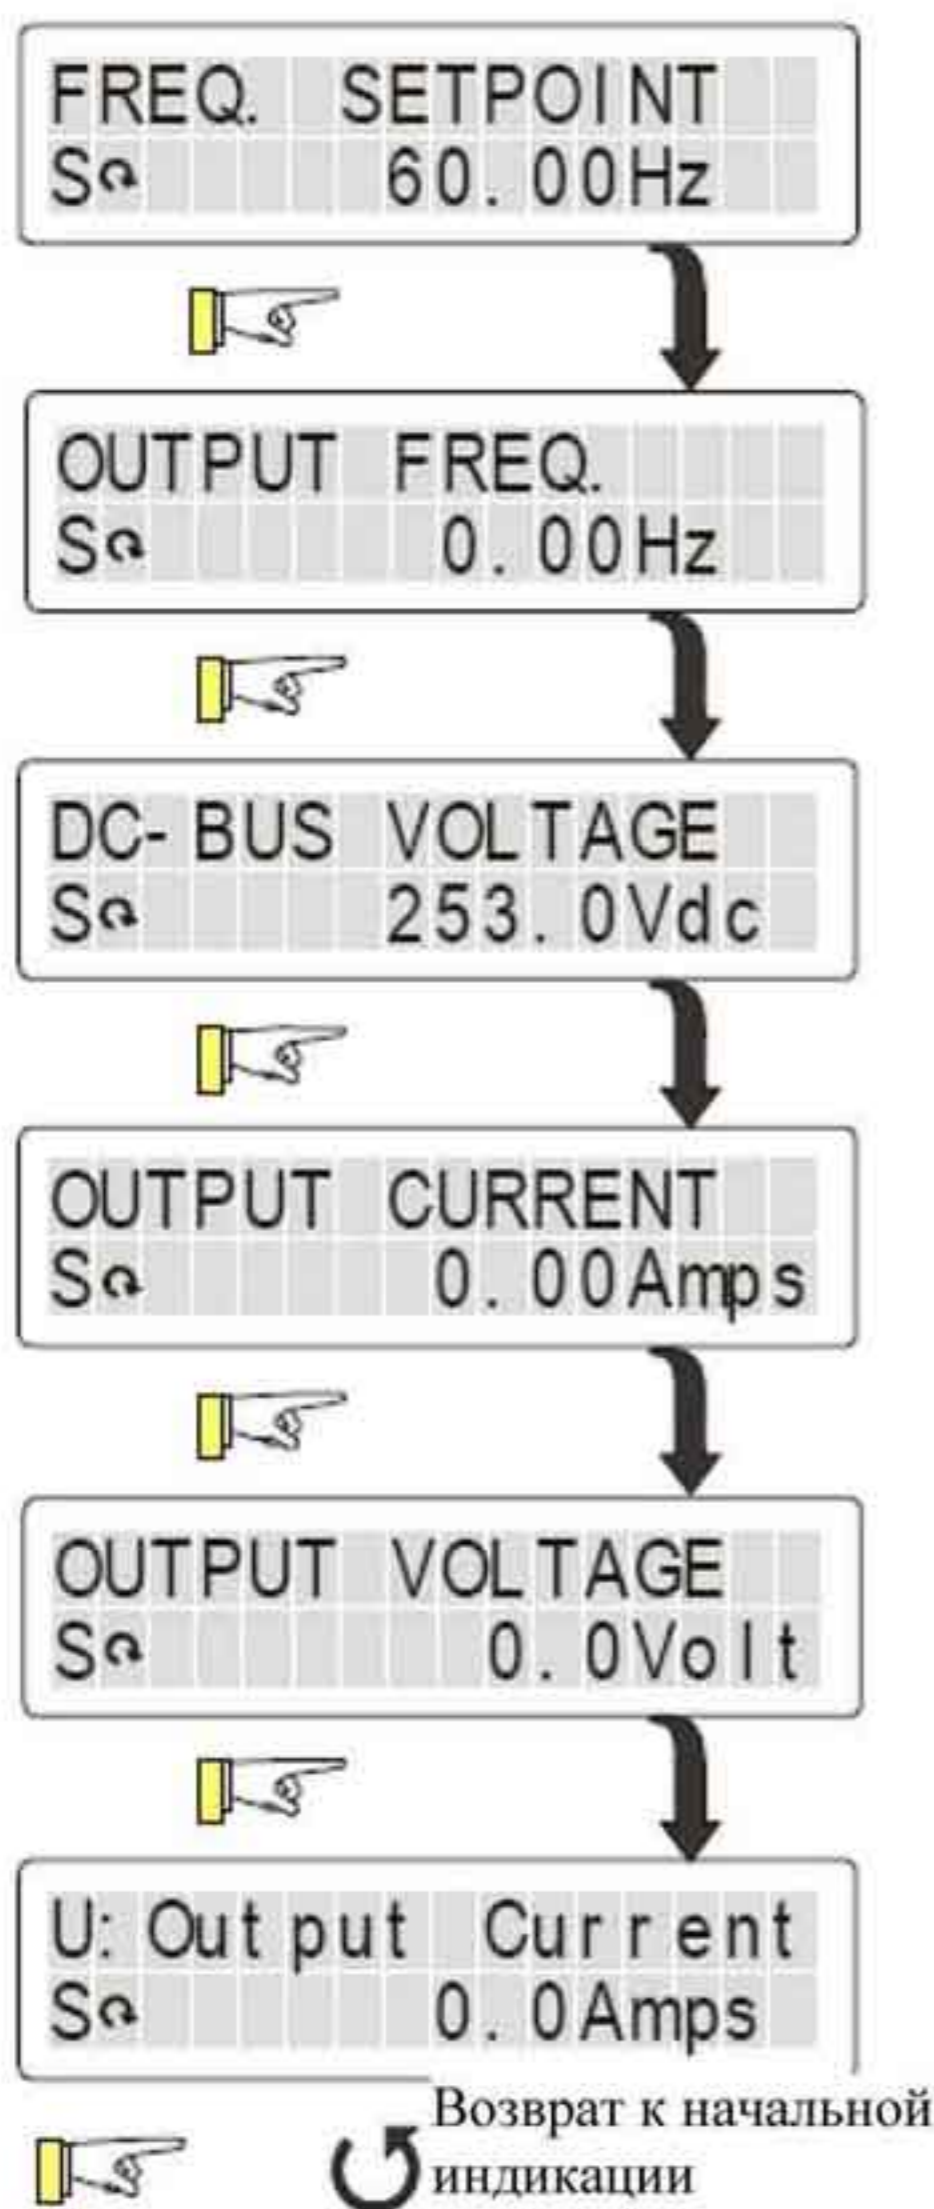 FREQ. SETPOINT
S 60.00Hz
OUTPUT FREQ.
S 0.00Hz
DC-BUS VOLTAGE
S 253.0Vdc
OUTPUT CURRENT
S 0.00Amps
OUTPUT VOLTAGE
S 0.0Volt
U:Output Current
S 0.0Amps
Возврат к начальной
индикации